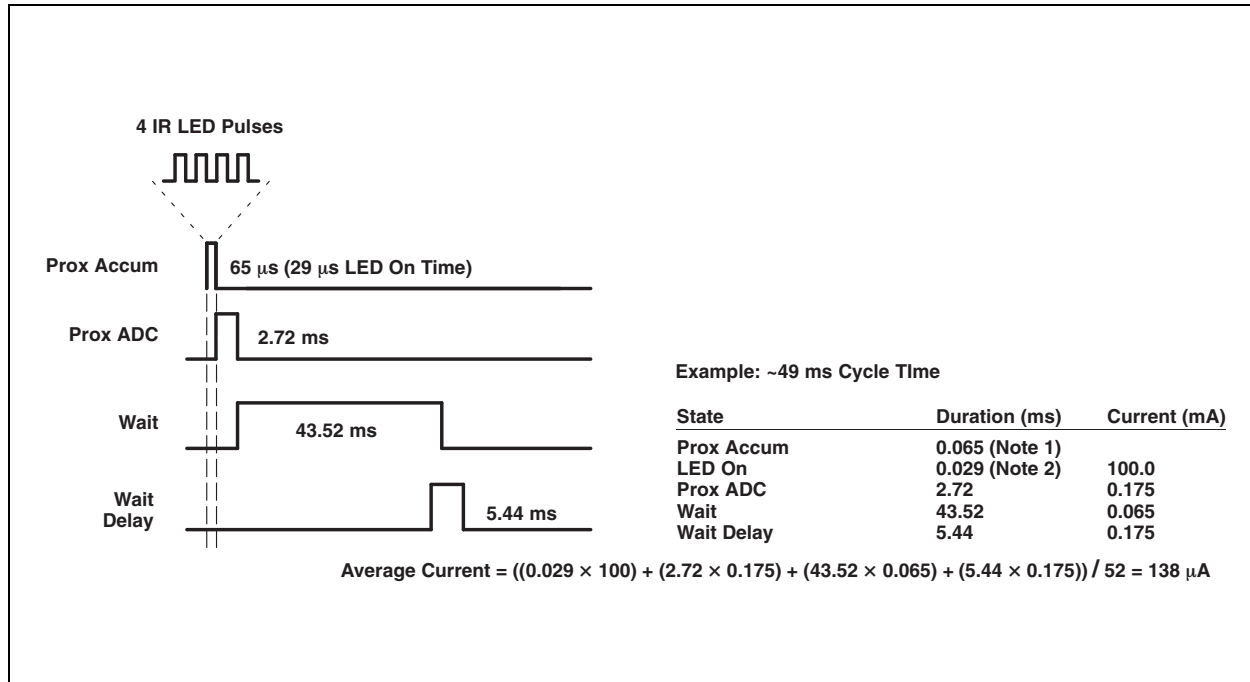 4 IR LED Pulses
Prox Accum
65 μs (29 μs LED On Time)
Prox ADC
2.72 ms
Wait
43.52 ms
Wait
Delay
5.44 ms
Example: ~49 ms Cycle TIme
State Duration (ms) Current (mA)
Prox Accum 0.065 (Note 1)
LED On 0.029 (Note 2) 100.0
Prox ADC 2.72 0.175
Wait 43.52 0.065
Wait Delay 5.44 0.175
Average Current = ((0.029 × 100) + (2.72 × 0.175) + (43.52 × 0.065) + (5.44 × 0.175)) / 52 = 138 μA